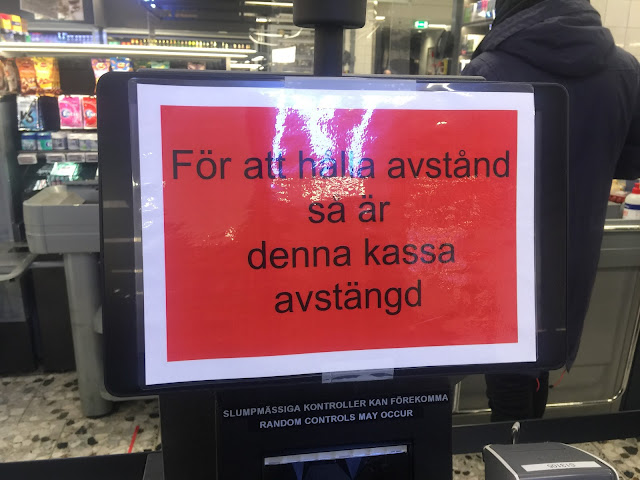 För att hålla avstånd
så är
denna kassa
avstängd
SLUMPMÄSSIGA KONTROLLER KAN FÖREKOMMA
RANDOM CONTROLS MAY OCCUR